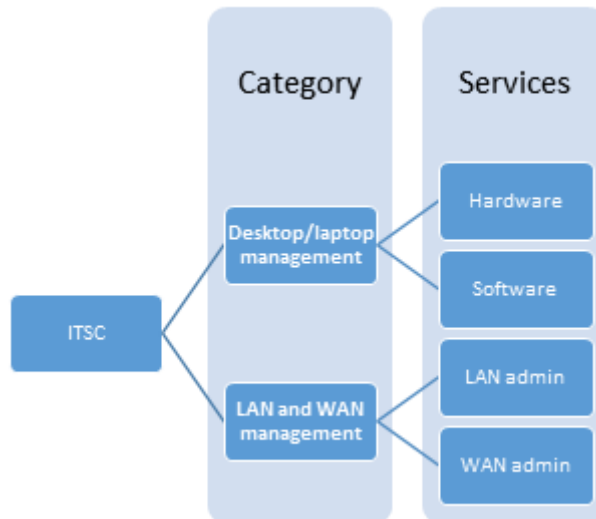 Category
Services
ITSC
Desktop/laptop
management
LAN and WAN
management
Hardware
Software
LAN admin
WAN admin